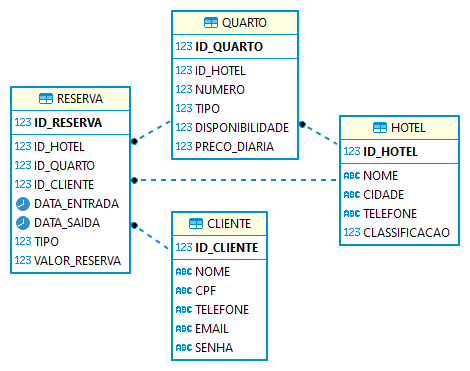 QUARTO
123 ID_QUARTO
123 ID_HOTEL
123 NUMERO
123 TIPO
123 DISPONIBILIDADE
123 PRECO_DIARIA
RESERVA
123 ID_RESERVA
123 ID_HOTEL
123 ID_QUARTO
123 ID_CLIENTE
DATA_ENTRADA
DATA_SAIDA
123 TIPO
123 VALOR_RESERVA
HOTEL
123 ID_HOTEL
ABC NOME
ABC CIDADE
ABC TELEFONE
123 CLASSIFICACAO
CLIENTE
123 ID_CLIENTE
ABC NOME
ABC CPF
ABC TELEFONE
ABC EMAIL
ABC SENHA